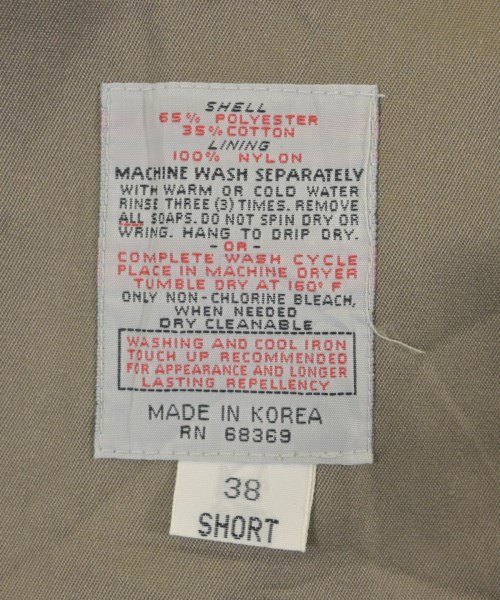 SHELL
65% POLYESTER
35% COTTON
LINING
100% NYLON
MACHINE WASH SEPARATELY
WITH WARM OR COLD WATER
RINSE THREE (3) TIMES. REMOVE
ALL SOAPS. DO NOT SPIN DRY OR
WRING. HANG TO DRIP DRY.
- OR -
COMPLETE WASH CYCLE
PLACE IN MACHINE DRYER
TUMBLE DRY AT 160° F
ONLY NON-CHLORINE BLEACH,
WHEN NEEDED
DRY CLEANABLE
WASHING AND COOL IRON
TOUCH UP RECOMMENDED
FOR APPEARANCE AND LONGER
LASTING REPELLENCY
MADE IN KOREA
RN 68369
38
SHORT